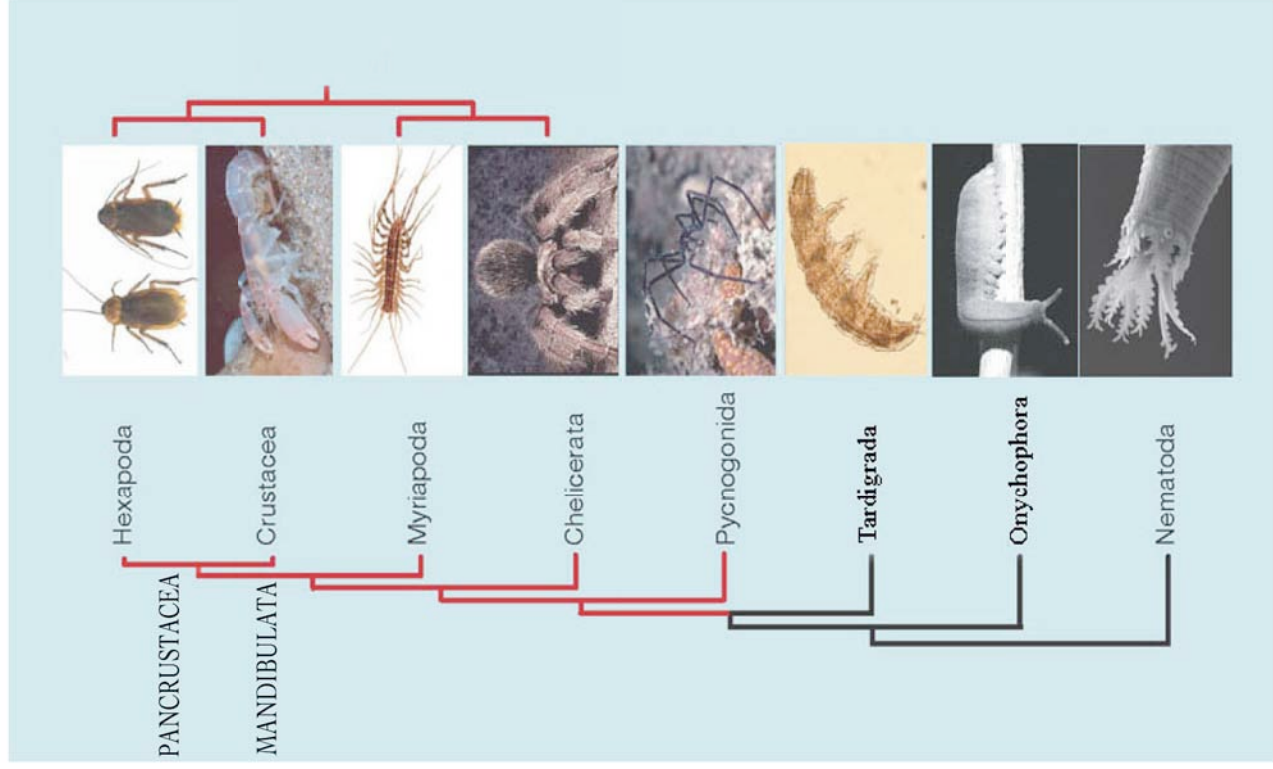 Hexapoda
Crustacea
Myriapoda
Chelicerata
Pycnogonida
Tardigrada
Onychophora
Nematoda
PANCRUSTACEA
MANDIBULATA